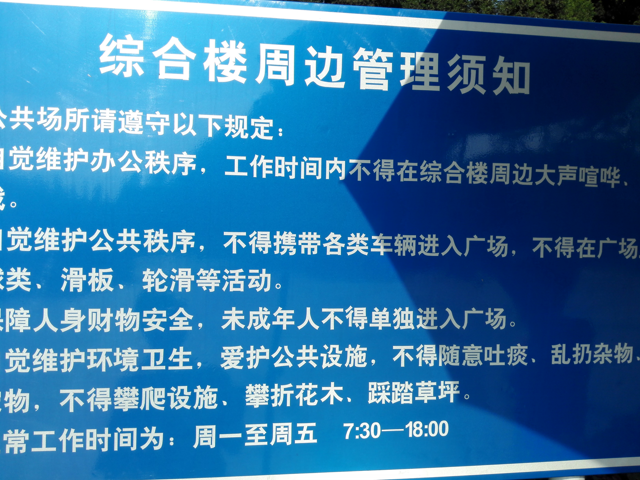 综合楼周边管理须知
公共场所请遵守以下规定：
自觉维护办公秩序，工作时间内不得在综合楼周边大声喧哗、
戏。
自觉维护公共秩序，不得携带各类车辆进入广场，不得在广场
球类、滑板、轮滑等活动。
保障人身财物安全，未成年人不得单独进入广场。
自觉维护环境卫生，爱护公共设施，不得随意吐痰、乱扔杂物、
物，不得攀爬设施、攀折花木、踩踏草坪。
常工作时间为：周一至周五 7:30—18:00